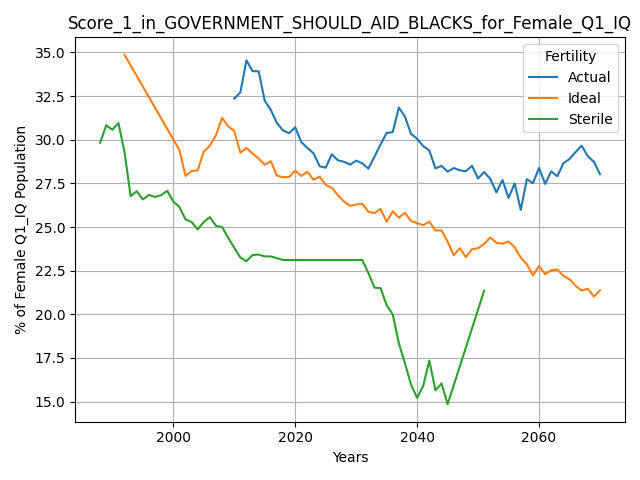 Score_1_in_GOVERNMENT_SHOULD_AID_BLACKS_for_Female_Q1_IQ
Fertility
Actual
Ideal
Sterile
% of Female Q1_IQ Population
35.0
32.5
30.0
27.5
25.0
22.5
20.0
17.5
15.0
2000
2020
2040
2060
Years